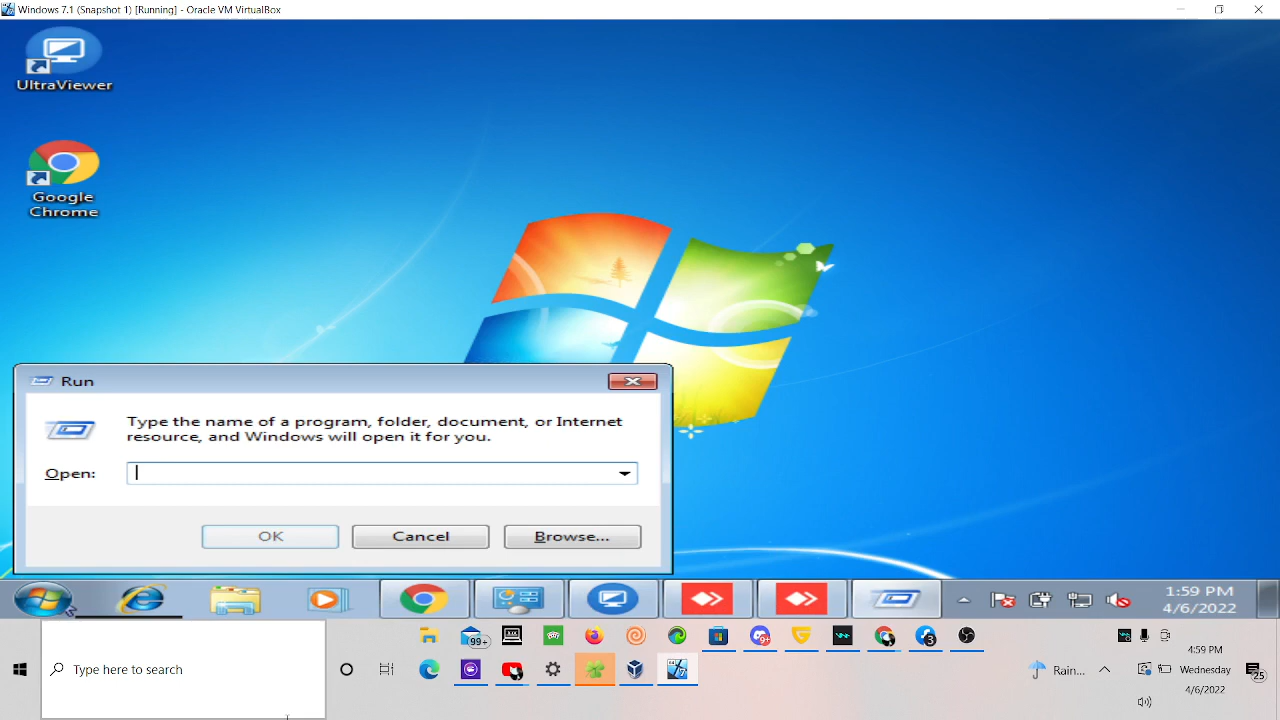 Windows 7.1 (Snapshot 1) [Running] - Oracle VM VirtualBox
UltraViewer
Google
Chrome
Run
Type the name of a program, folder, document, or Internet
resource, and Windows will open it for you.
Open:
OK
Cancel
Browse...
1:59 PM
4/6/2022
99+
9+
3
4:59 PM
Type here to search
Rain...
Wednesday
25
4/6/2022